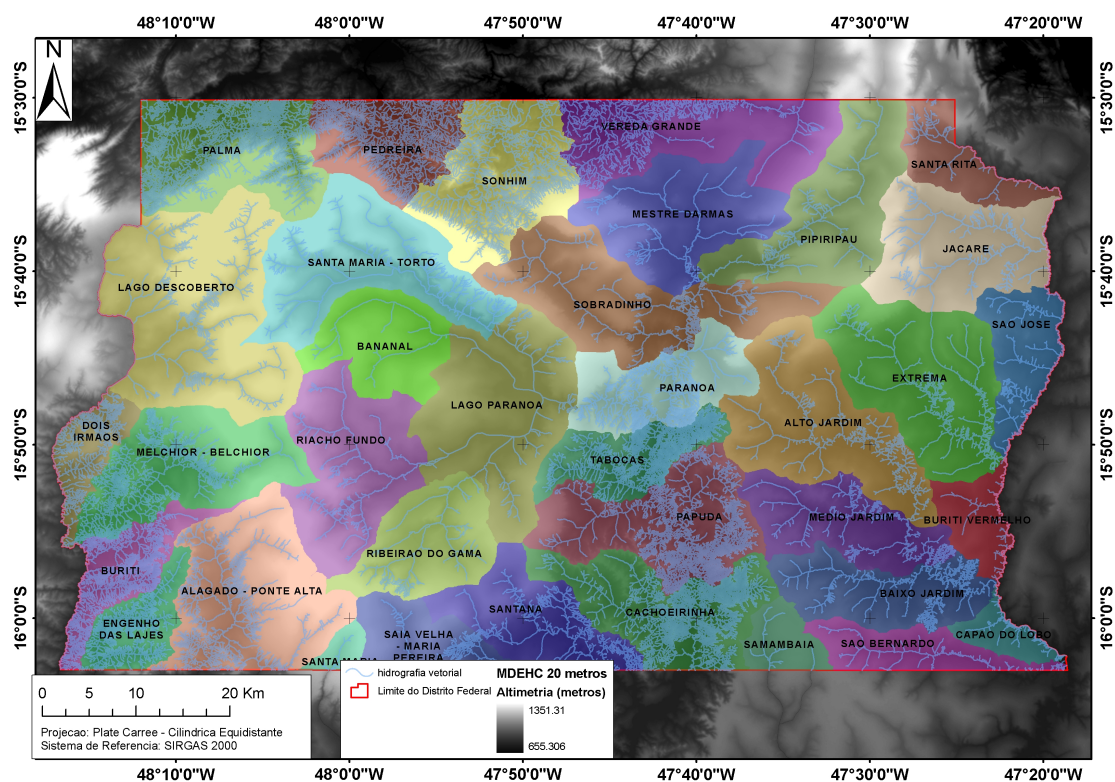 48°10'0"W 48°0'0"W 47°50'0"W 47°40'0"W 47°30'0"W 47°20'0"W
N
15°30'0"S 15°30'0"S
PALMA
PEDREIRA
SONHIM
VEREDA GRANDE
SANTA RITA
MESTRE DARMAS
PIPIRIPAU
JACARE
15°40'0"S 15°40'0"S
LAGO DESCOBERTO
SANTA MARIA - TORTO
SOBRADINHO
SAO JOSE
BANANAL
EXTREMA
PARANOA
LAGO PARANOA
ALTO JARDIM
DOIS
IRMAOS
RIACHO FUNDO
15°50'0"S 15°50'0"S
MELCHIOR - BELCHIOR
TABOCAS
PAPUDA
MEDIO JARDIM
BURITI VERMELHO
RIBEIRAO DO GAMA
BURITI
ALAGADO - PONTE ALTA
BAIXO JARDIM
SANTANA
CACHOEIRINHA
16°0'0"S 16°0'0"S
ENGENHO
DAS LAJES
SAIA VELHA
- MARIA
PEREIRA
SAMAMBAIA
SAO BERNARDO
CAPAO DO LOBO
SANTA MARIA
hidrografia vetorial
Limite do Distrito Federal
MDEHC 20 metros
Altimetria (metros)
1351.31
655.306
0 5 10 20 Km
Projecao: Plate Carree - Cilindrica Equidistante
Sistema de Referencia: SIRGAS 2000
48°10'0"W 48°0'0"W 47°50'0"W 47°40'0"W 47°30'0"W 47°20'0"W